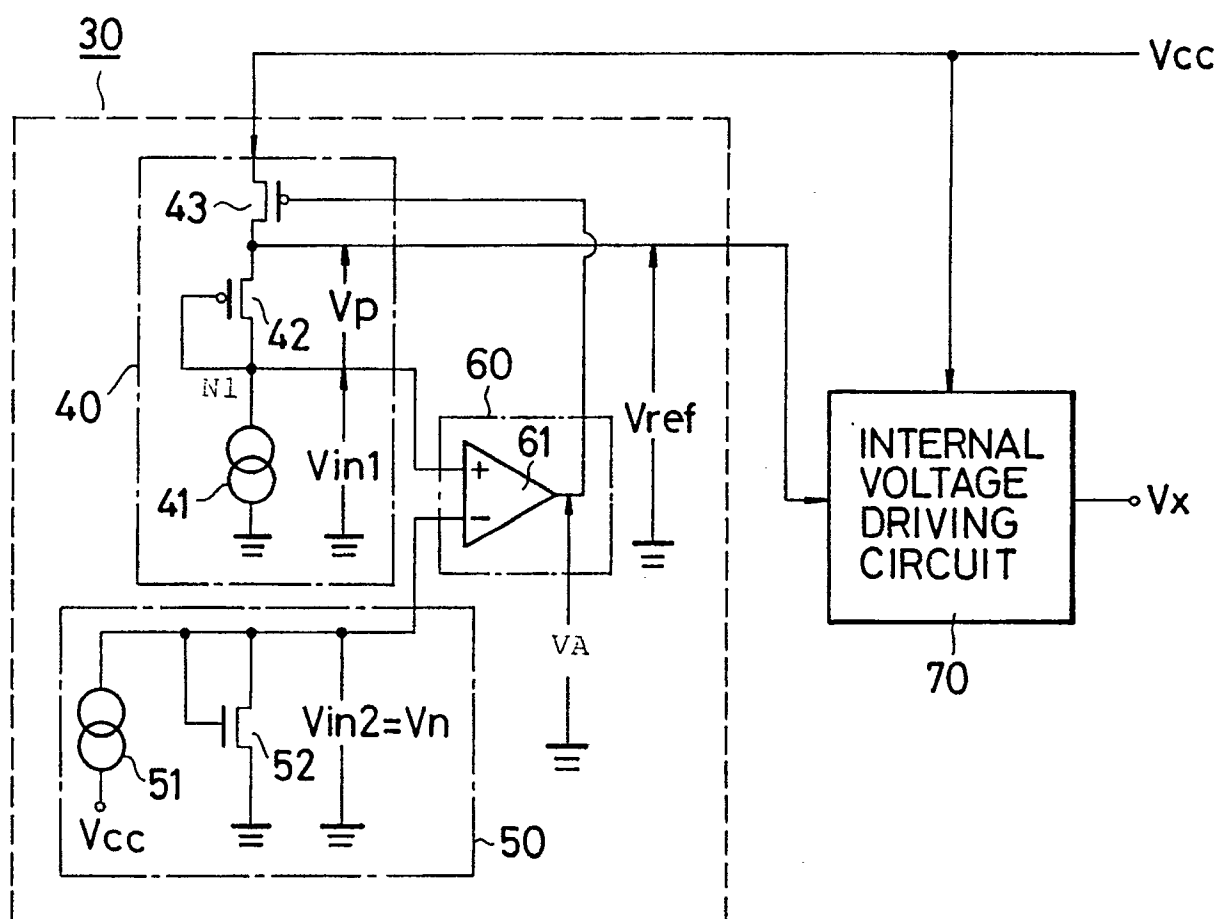 30
Vcc
43
Vp
42
40
N1
60
Vref
61
Vin1
+
−
41
INTERNAL
VOLTAGE
DRIVING
CIRCUIT
Vx
VA
70
Vin2=Vn
52
51
Vcc
50